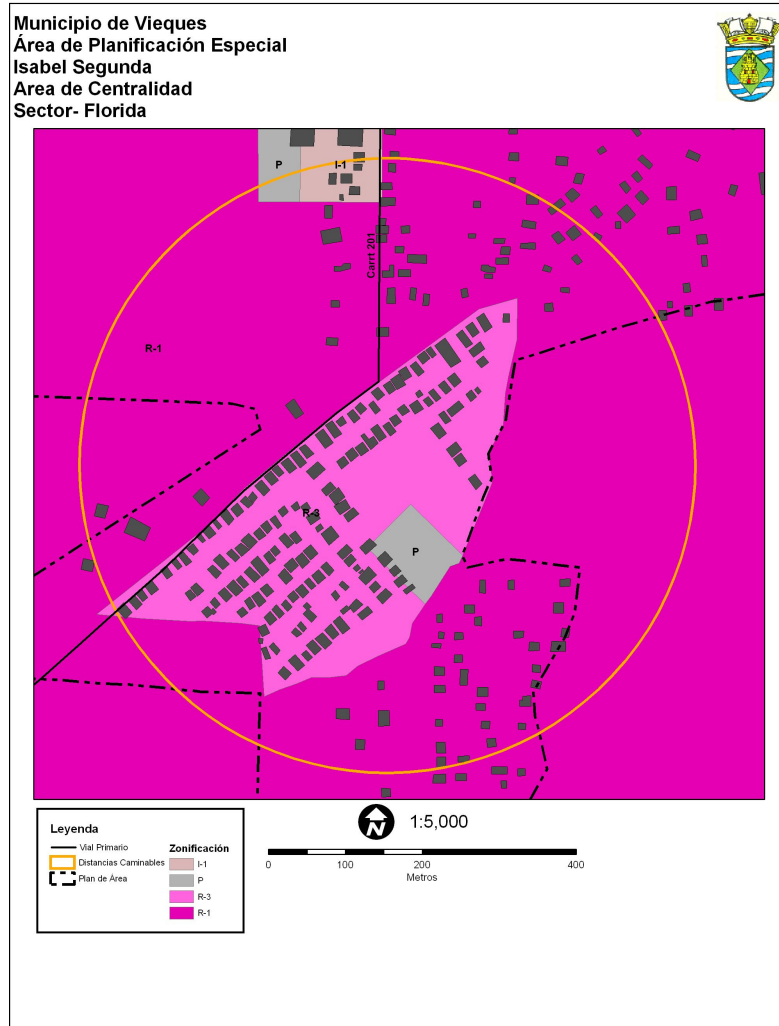 Municipio de Vieques
Área de Planificación Especial
Isabel Segunda
Area de Centralidad
Sector- Florida
P
I-1
Carrt 201
R-1
R-3
P
Leyenda
Vial Primario
Distancias Caminables
Plan de Área
Zonificación
I-1
P
R-3
R-1
N
1:5,000
0 100 200 400
Metros